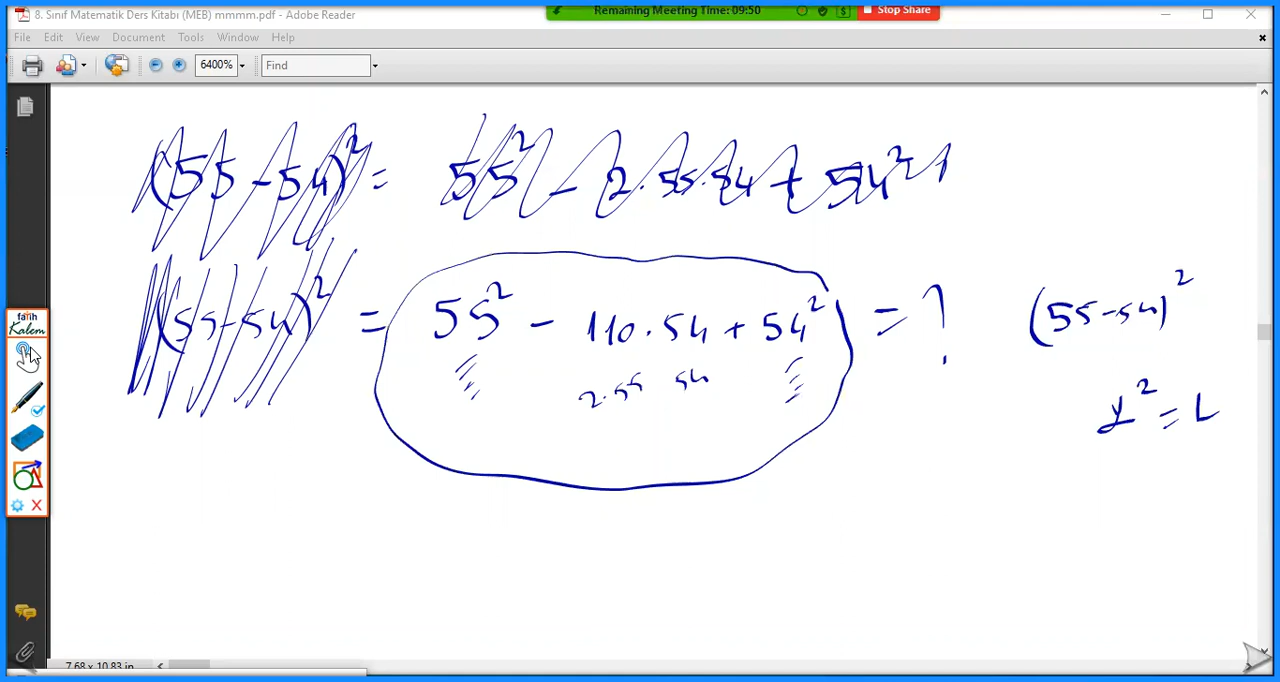 8. Sınıf Matematik Ders Kitabı (MEB) mmmm.pdf - Adobe Reader
Remaining Meeting Time: 09:50
Stop Share
File Edit View Document Tools Window Help
6400% Find
(55-54)² = 55² - 2.55.54 + 54²
(55-54)² = 55² - 110.54 + 54² = ?
2.55 54
(55-54)²
1² = 1
fatih
Kalem
7.68 x 10.83 in